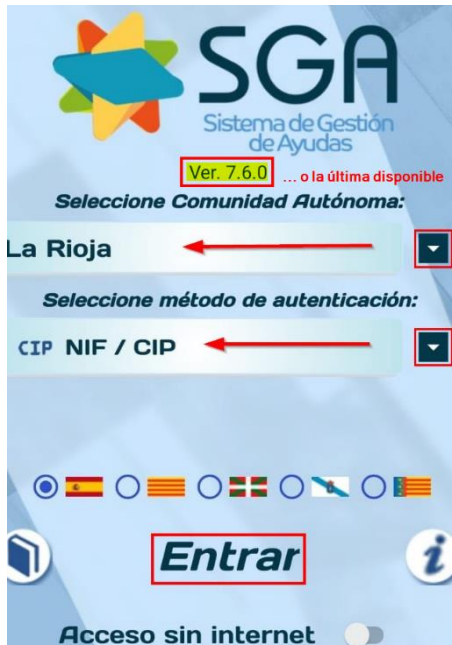 SGA
Sistema de Gestión
de Ayudas
Ver. 7.6.0 ... o la última disponible
Seleccione Comunidad Autónoma:
La Rioja
Seleccione método de autenticación:
CIP NIF / CIP
Entrar
i
Acceso sin internet